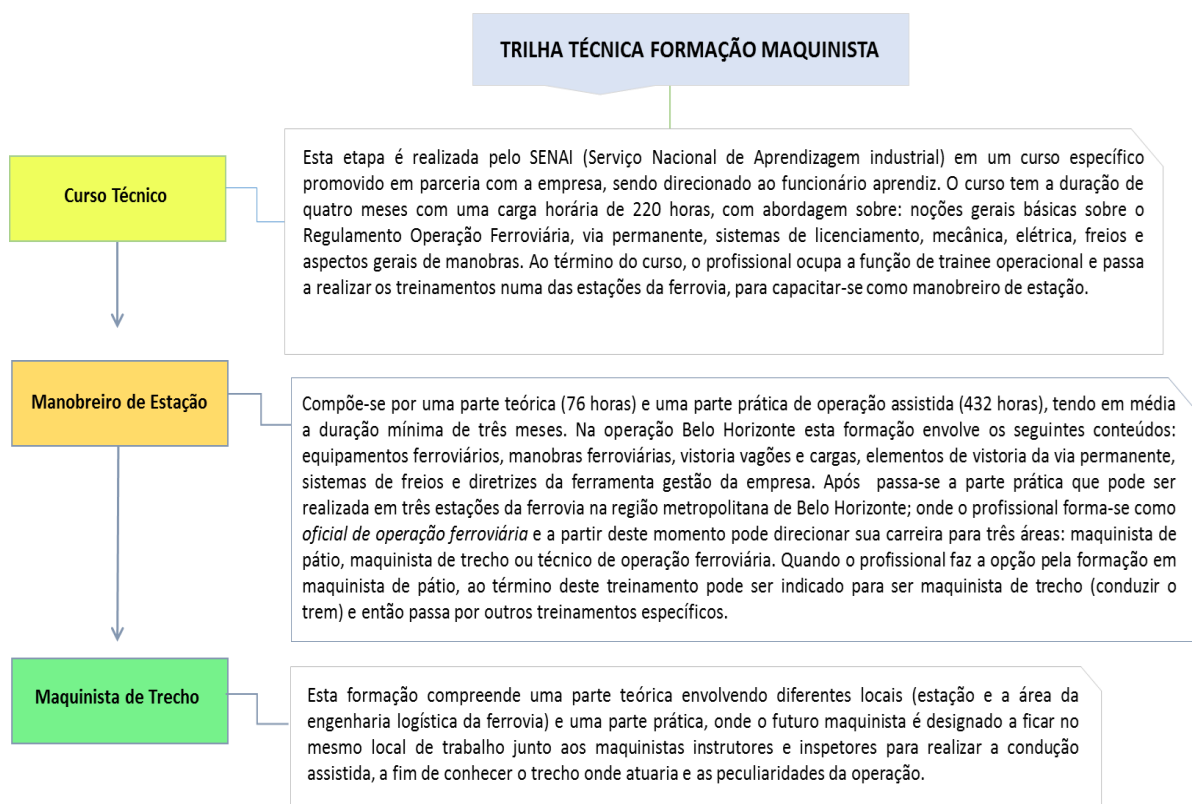 TRILHA TÉCNICA FORMAÇÃO MAQUINISTA
Curso Técnico
Esta etapa é realizada pelo SENAI (Serviço Nacional de Aprendizagem industrial) em um curso específico
promovido em parceria com a empresa, sendo direcionado ao funcionário aprendiz. O curso tem a duração de
quatro meses com uma carga horária de 220 horas, com abordagem sobre: noções gerais básicas sobre o
Regulamento Operação Ferroviária, via permanente, sistemas de licenciamento, mecânica, elétrica, freios e
aspectos gerais de manobras. Ao término do curso, o profissional ocupa a função de trainee operacional e passa
a realizar os treinamentos numa das estações da ferrovia, para capacitar-se como manobreiro de estação.
Manobreiro de Estação
Compõe-se por uma parte teórica (76 horas) e uma parte prática de operação assistida (432 horas), tendo em média
a duração mínima de três meses. Na operação Belo Horizonte esta formação envolve os seguintes conteúdos:
equipamentos ferroviários, manobras ferroviárias, vistoria vagões e cargas, elementos de vistoria da via permanente,
sistemas de freios e diretrizes da ferramenta gestão da empresa. Após passa-se a parte prática que pode ser
realizada em três estações da ferrovia na região metropolitana de Belo Horizonte; onde o profissional forma-se como
oficial de operação ferroviária e a partir deste momento pode direcionar sua carreira para três áreas: maquinista de
pátio, maquinista de trecho ou técnico de operação ferroviária. Quando o profissional faz a opção pela formação em
maquinista de pátio, ao término deste treinamento pode ser indicado para ser maquinista de trecho (conduzir o
trem) e então passa por outros treinamentos específicos.
Maquinista de Trecho
Esta formação compreende uma parte teórica envolvendo diferentes locais (estação e a área da
engenharia logística da ferrovia) e uma parte prática, onde o futuro maquinista é designado a ficar no
mesmo local de trabalho junto aos maquinistas instrutores e inspetores para realizar a condução
assistida, a fim de conhecer o trecho onde atuaria e as peculiaridades da operação.